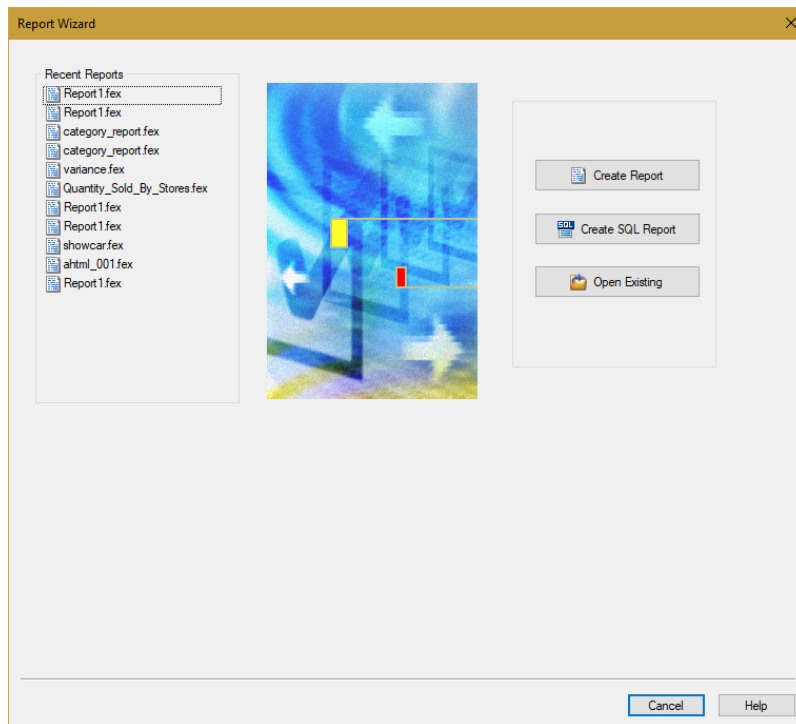 Report Wizard
Recent Reports
Report1.fex
Report1.fex
category_report.fex
category_report.fex
variance.fex
Quantity_Sold_By_Stores.fex
Report1.fex
Report1.fex
showcar.fex
ahtml_001.fex
Report1.fex
Create Report
SQL Create SQL Report
Open Existing
Cancel Help